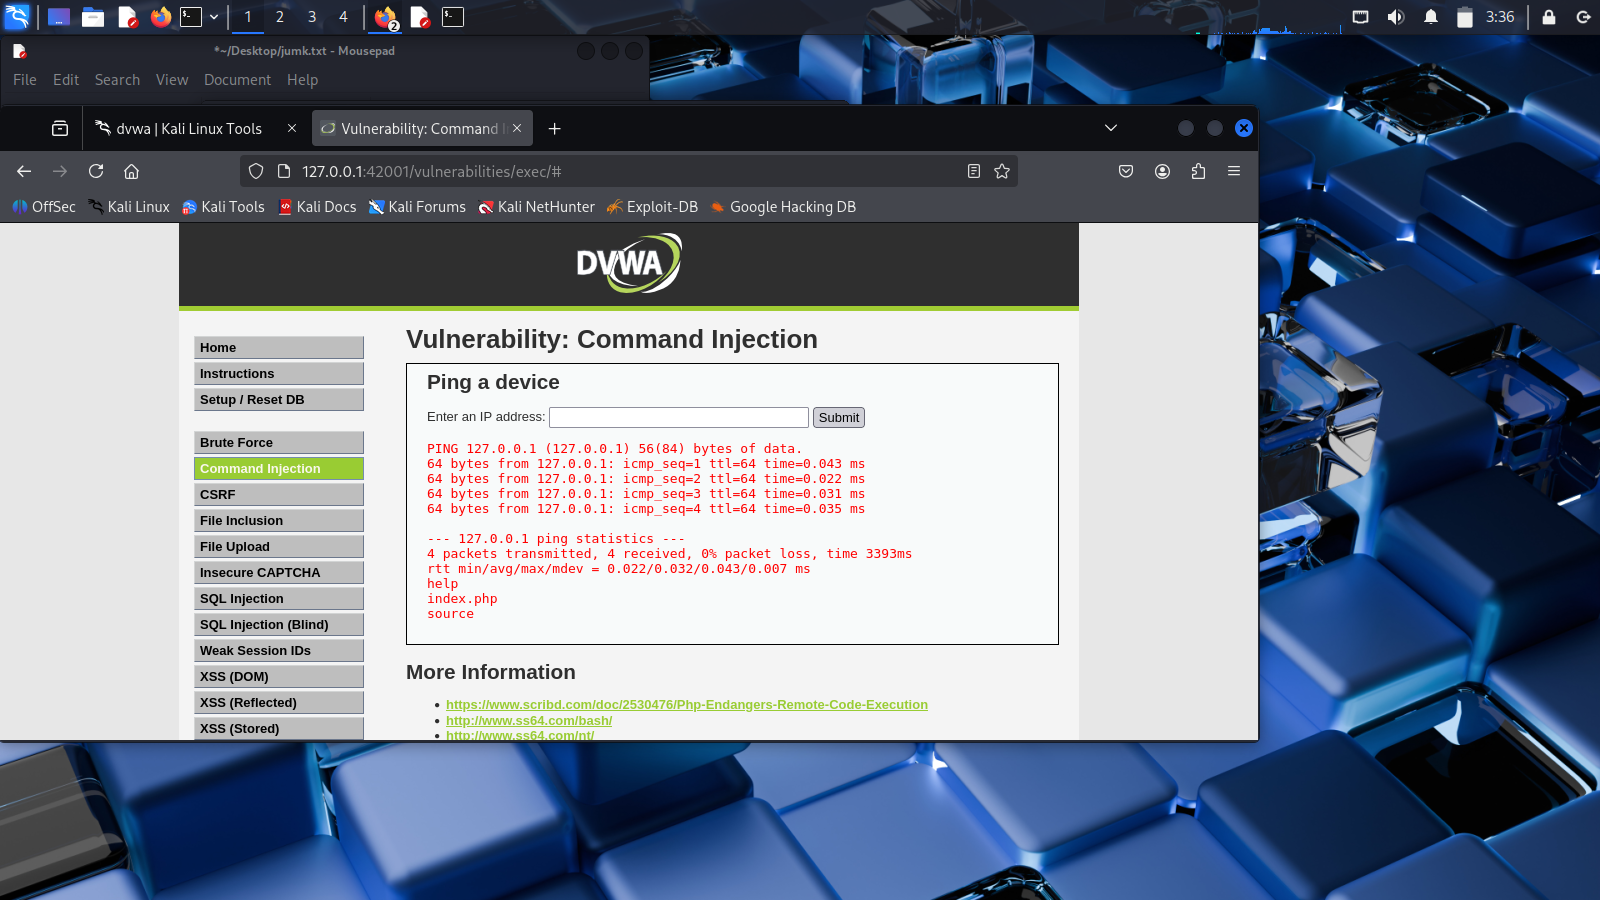 1 2 3 4
2
3:36
*~/Desktop/jumk.txt - Mousepad
File Edit Search View Document Help
dvwa | Kali Linux Tools
Vulnerability: Command
127.0.0.1:42001/vulnerabilities/exec/#
OffSec Kali Linux Kali Tools Kali Docs Kali Forums Kali NetHunter Exploit-DB Google Hacking DB
DVWA
Home
Instructions
Setup / Reset DB
Brute Force
Command Injection
CSRF
File Inclusion
File Upload
Insecure CAPTCHA
SQL Injection
SQL Injection (Blind)
Weak Session IDs
XSS (DOM)
XSS (Reflected)
XSS (Stored)
Vulnerability: Command Injection
Ping a device
Enter an IP address: Submit
PING 127.0.0.1 (127.0.0.1) 56(84) bytes of data.
64 bytes from 127.0.0.1: icmp_seq=1 ttl=64 time=0.043 ms
64 bytes from 127.0.0.1: icmp_seq=2 ttl=64 time=0.022 ms
64 bytes from 127.0.0.1: icmp_seq=3 ttl=64 time=0.031 ms
64 bytes from 127.0.0.1: icmp_seq=4 ttl=64 time=0.035 ms
--- 127.0.0.1 ping statistics ---
4 packets transmitted, 4 received, 0% packet loss, time 3393ms
rtt min/avg/max/mdev = 0.022/0.032/0.043/0.007 ms
help
index.php
source
More Information
https://www.scribd.com/doc/2530476/Php-Endangers-Remote-Code-Execution
http://www.ss64.com/bash/
http://www.ss64.com/nt/